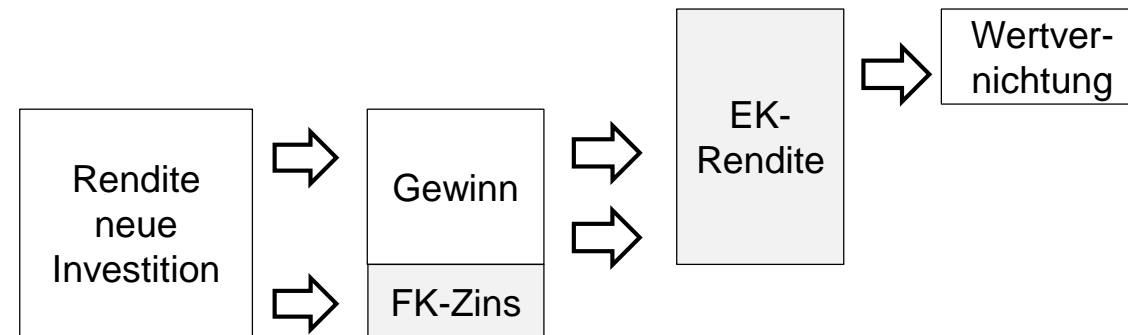 Rendite
neue
Investition
Gewinn
FK-Zins
EK-
Rendite
Wertver-
nichtung